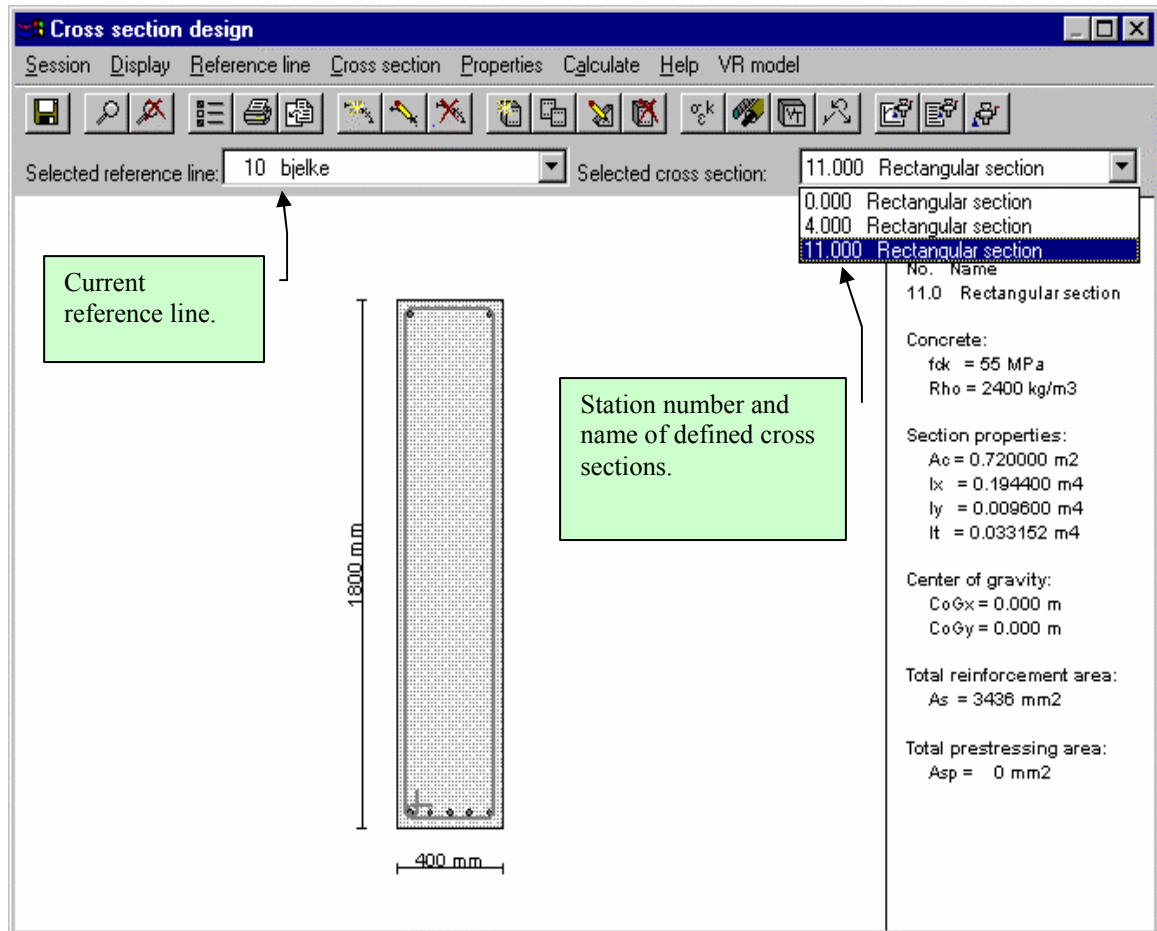 Cross section design
Session Display Reference line Cross section Properties Calculate Help VR model
σ,k
ε
VT
Selected reference line: 10 bjelke Selected cross section: 11.000 Rectangular section
0.000 Rectangular section
4.000 Rectangular section
11.000 Rectangular section
Current
reference line.
Station number and
name of defined cross
sections.
1800 mm
400 mm
No. Name
11.0 Rectangular section
Concrete:
fck = 55 MPa
Rho = 2400 kg/m3
Section properties:
Ac = 0.720000 m2
Ix = 0.194400 m4
Iy = 0.009600 m4
It = 0.033152 m4
Center of gravity:
CoGx = 0.000 m
CoGy = 0.000 m
Total reinforcement area:
As = 3436 mm2
Total prestressing area:
Asp = 0 mm2